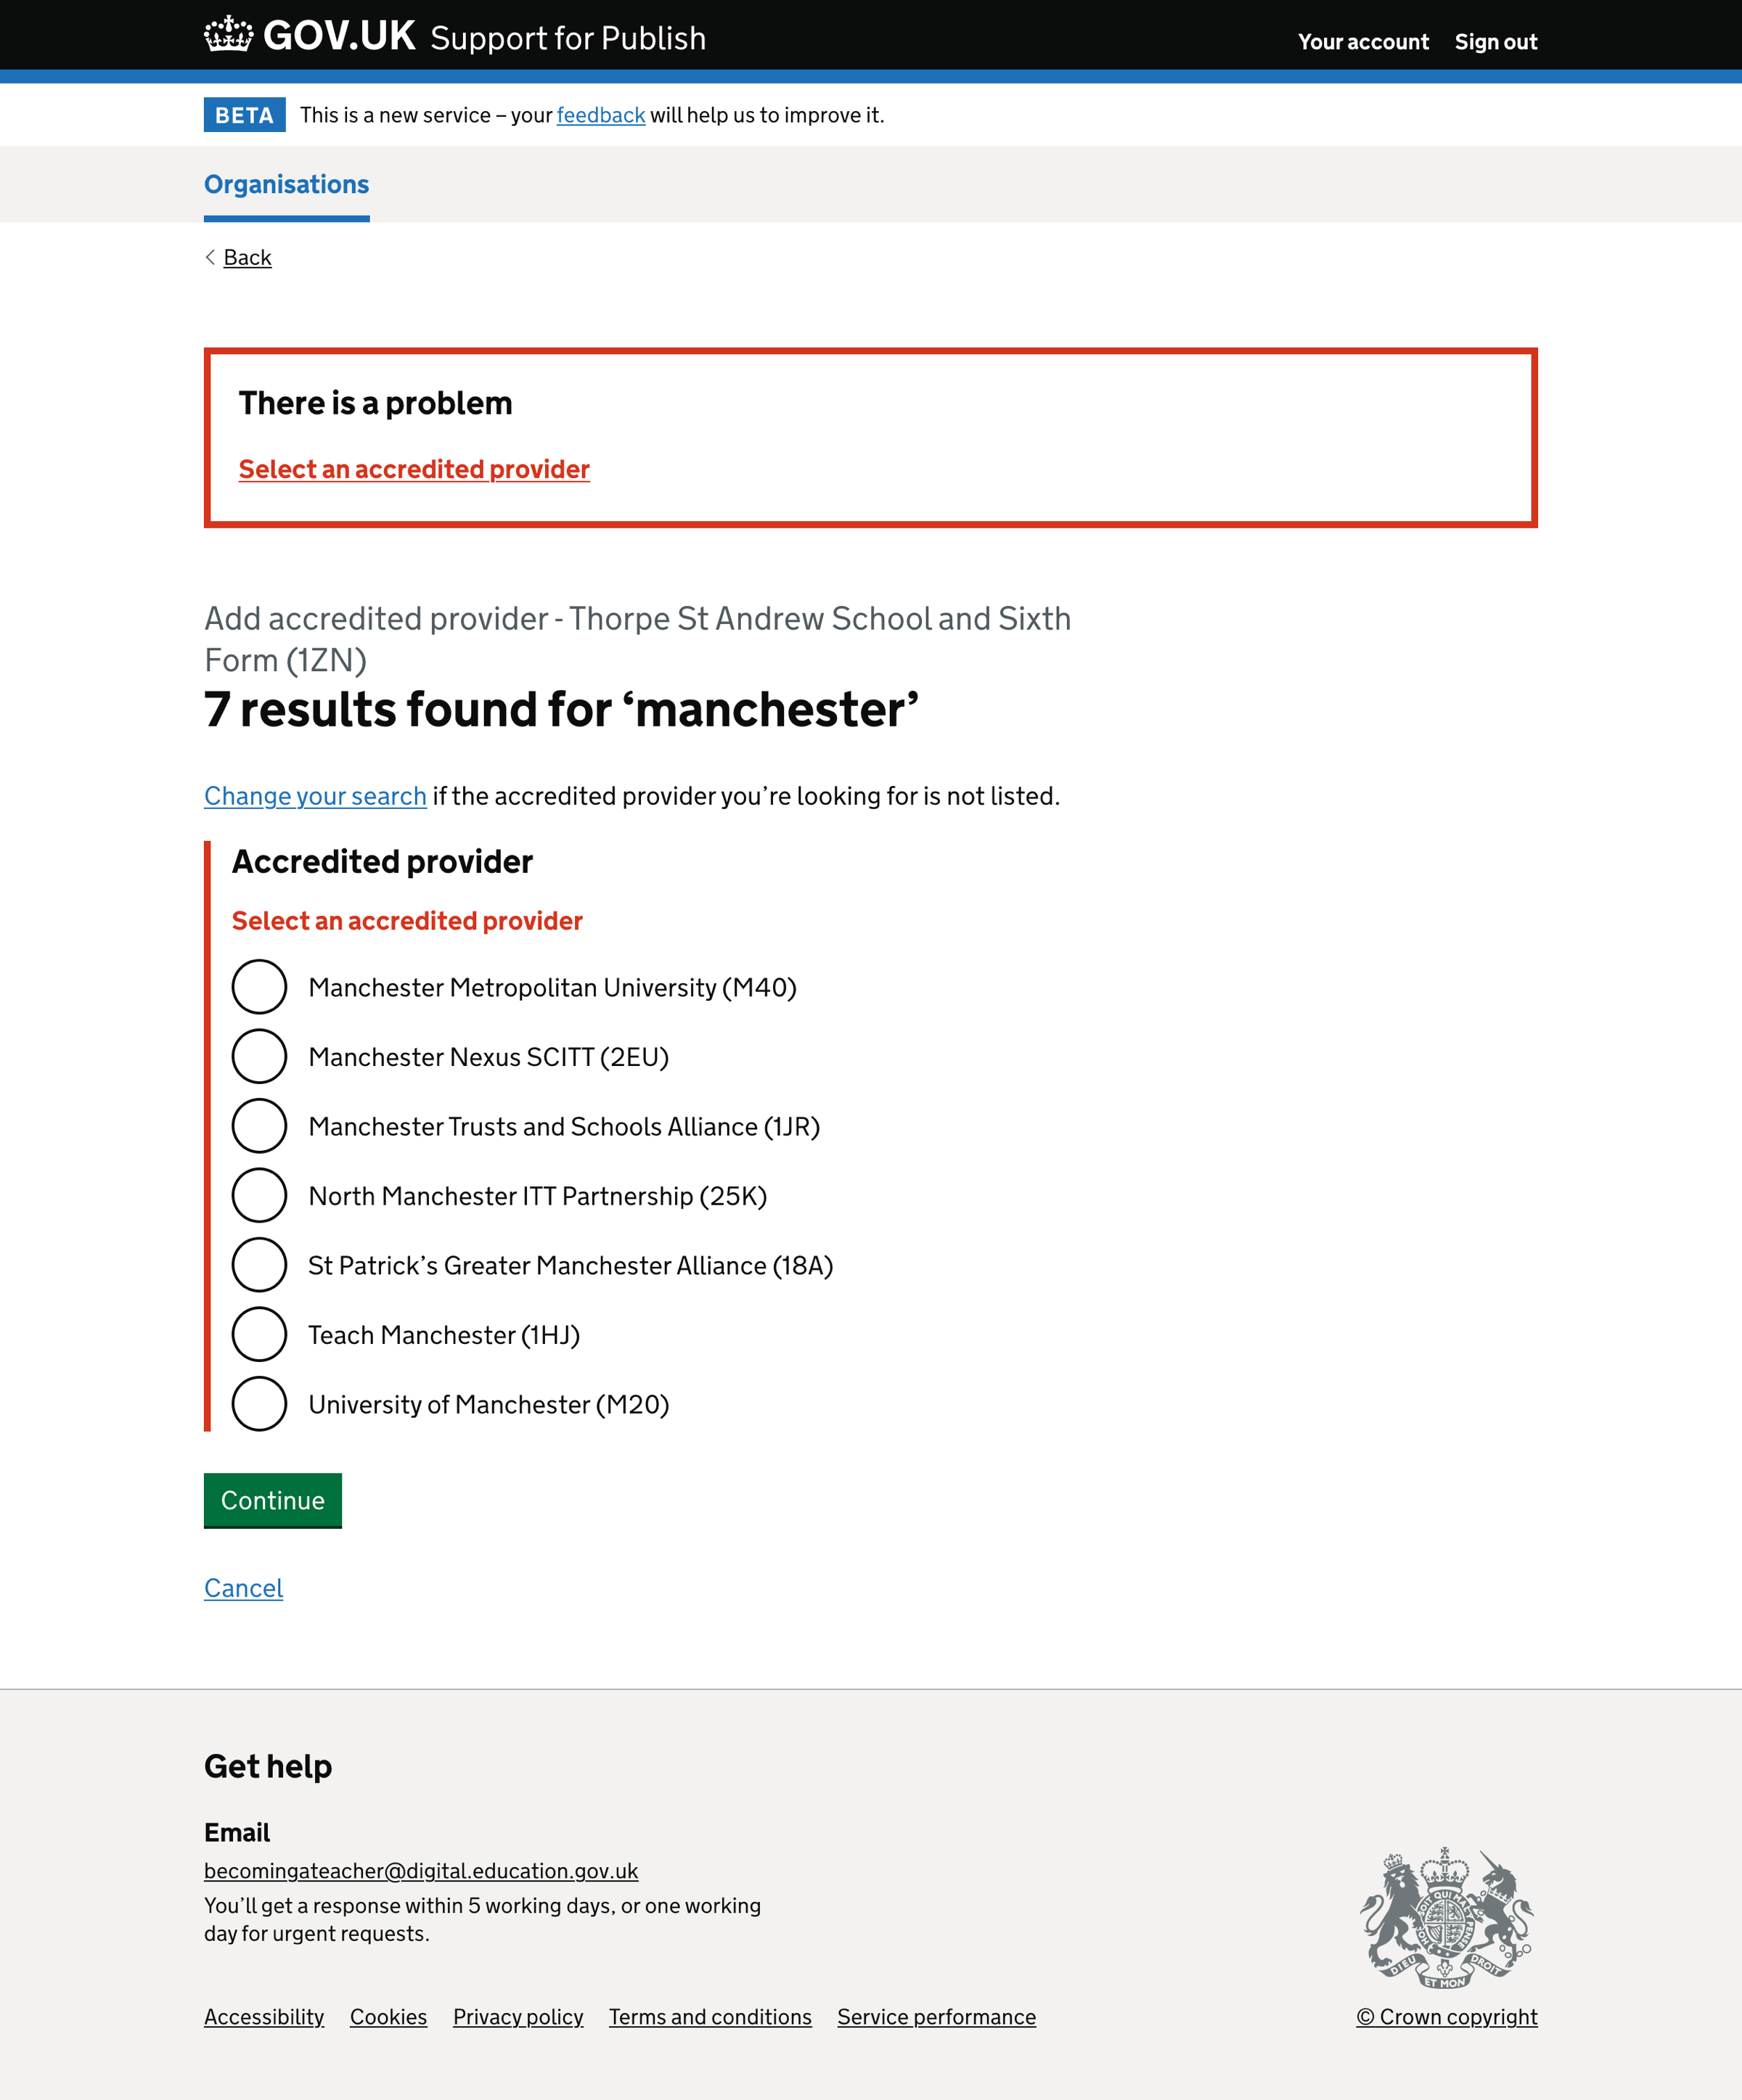 GOV.UK Support for Publish
Your account Sign out
BETA This is a new service – your feedback will help us to improve it.
Organisations
Back
There is a problem
Select an accredited provider
Add accredited provider - Thorpe St Andrew School and Sixth
Form (1ZN)
7 results found for ‘manchester’
Change your search if the accredited provider you’re looking for is not listed.
Accredited provider
Select an accredited provider
Manchester Metropolitan University (M40)
Manchester Nexus SCITT (2EU)
Manchester Trusts and Schools Alliance (1JR)
North Manchester ITT Partnership (25K)
St Patrick’s Greater Manchester Alliance (18A)
Teach Manchester (1HJ)
University of Manchester (M20)
Continue
Cancel
Get help
Email
becomingateacher@digital.education.gov.uk
You’ll get a response within 5 working days, or one working
day for urgent requests.
DIEU ET MON DROIT
Accessibility Cookies Privacy policy Terms and conditions Service performance
© Crown copyright